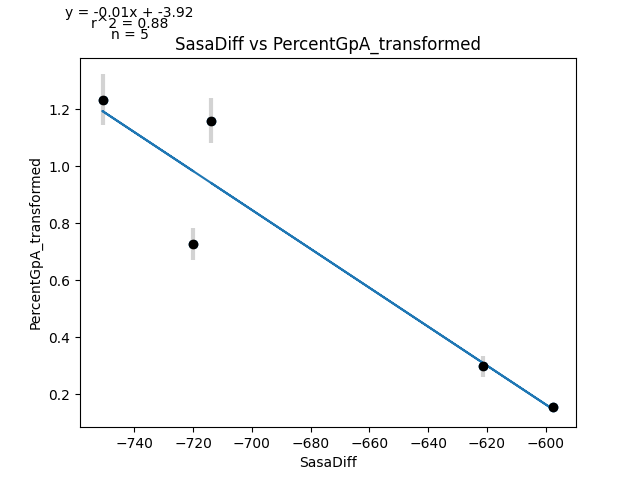 y = -0.01x + -3.92
r^2 = 0.88
n = 5
SasaDiff vs PercentGpA_transformed
PercentGpA_transformed
1.2
1.0
0.8
0.6
0.4
0.2
−740 −720 −700 −680 −660 −640 −620 −600
SasaDiff